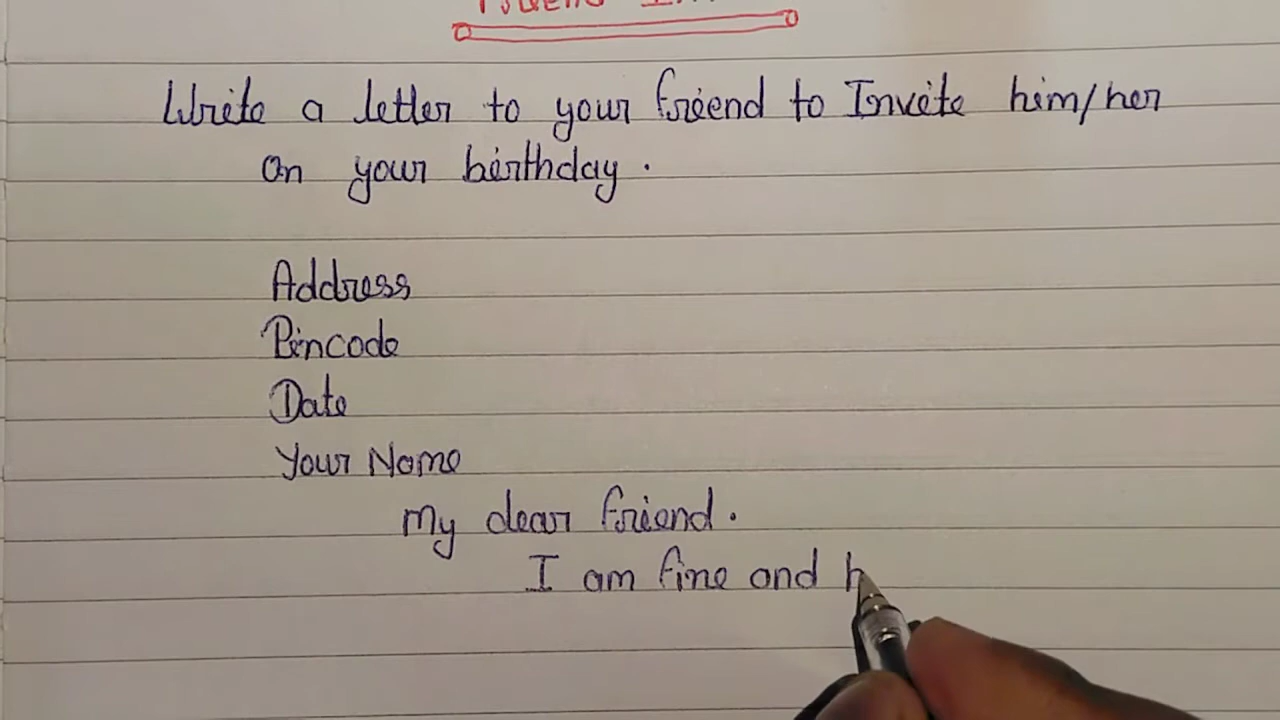 Write a letter to your friend to Invite him/her
on your birthday.
Address
Pincode
Date
Your Name
My dear friend.
I am fine and h